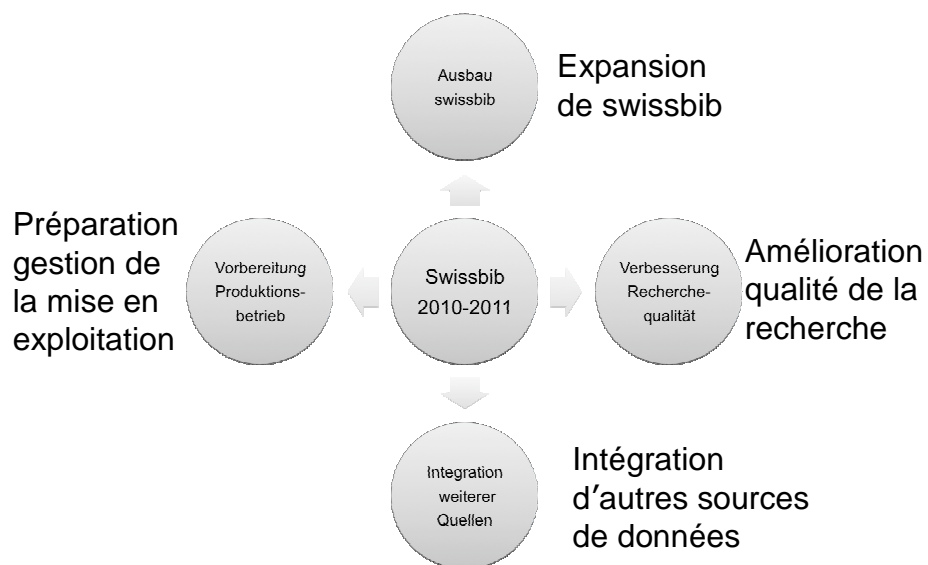 Ausbau
swissbib
Expansion
de swissbib
Préparation
gestion de
la mise en
exploitation
Vorbereitung
Produktions-
betrieb
Swissbib
2010-2011
Verbesserung
Recherche-
qualität
Amélioration
qualité de la
recherche
Integration
weiterer
Quellen
Intégration
d’autres sources
de données